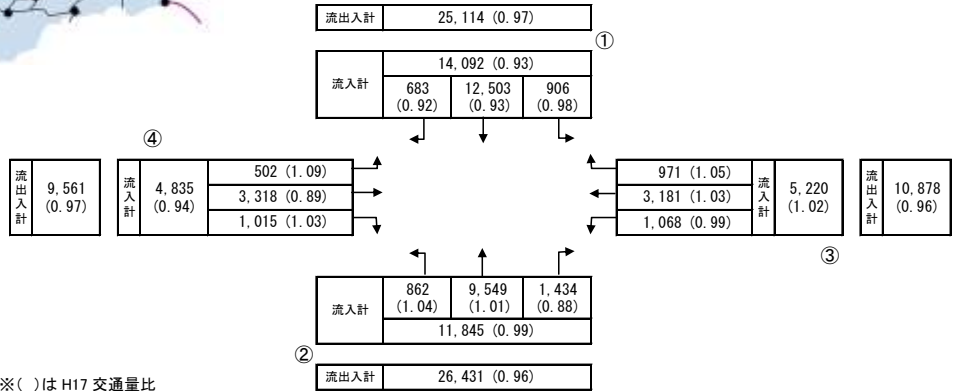 流出入計 25,114 (0.97)
①
流入計 14,092 (0.93)
683 12,503 906
(0.92) (0.93) (0.98)
④
流出入計 9,561 (0.97)
流入計 4,835 (0.94)
502 (1.09)
3,318 (0.89)
1,015 (1.03)
971 (1.05)
3,181 (1.03)
1,068 (0.99)
流入計 5,220 (1.02)
流出入計 10,878 (0.96)
③
流入計
862 9,549 1,434
(1.04) (1.01) (0.88)
11,845 (0.99)
②
流出入計 26,431 (0.96)
※( )は H17 交通量比